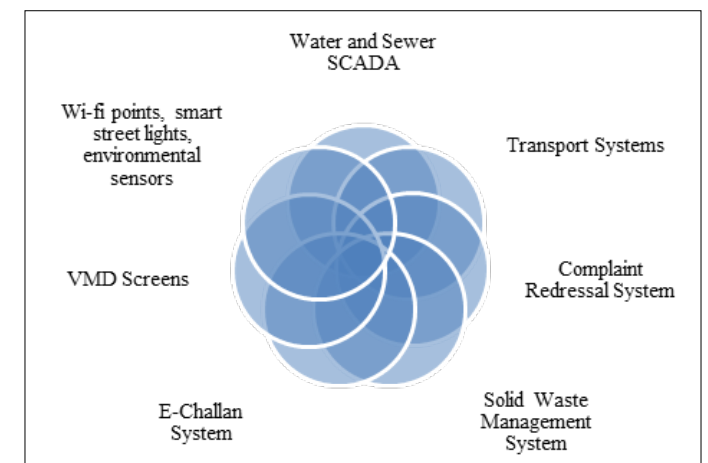 Water and Sewer
SCADA
Wi-fi points, smart
street lights,
environmental
sensors
Transport Systems
VMD Screens
Complaint
Redressal System
E-Challan
System
Solid Waste
Management
System